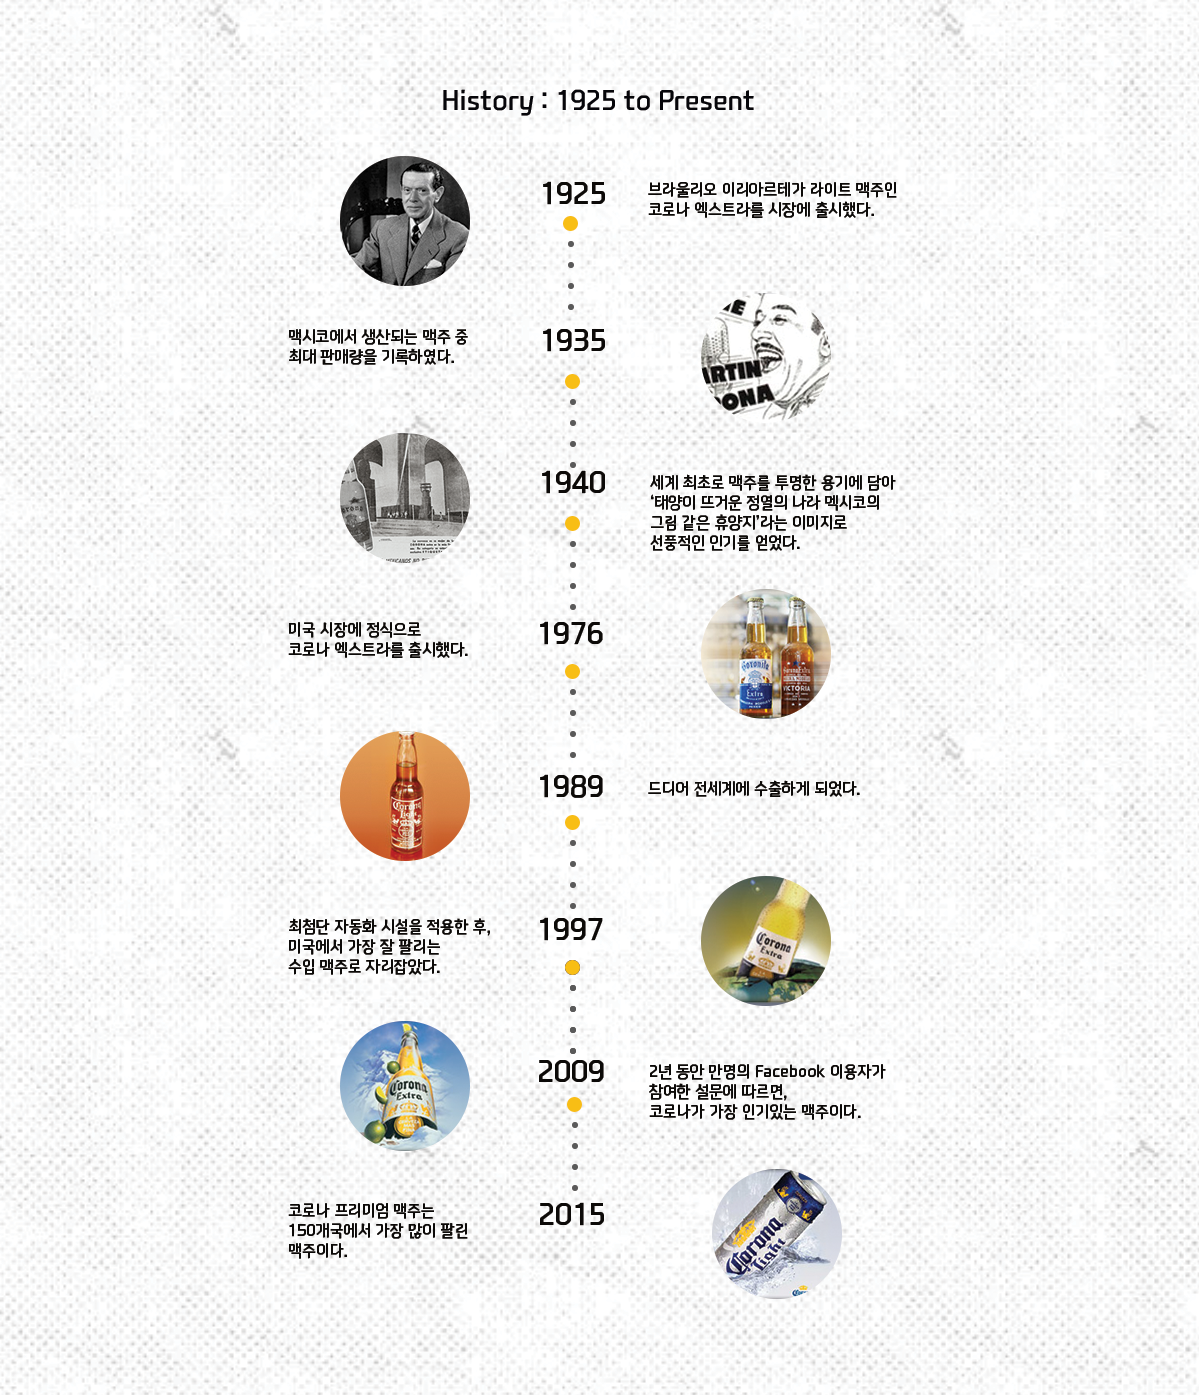 History : 1925 to Present
1925
브라울리오 이리아르테가 라이트 맥주인
코로나 엑스트라를 시장에 출시했다.
맥시코에서 생산되는 맥주 중
최대 판매량을 기록하였다.
1935
ARTIN
ONA
1940
세계 최초로 맥주를 투명한 용기에 담아
‘태양이 뜨거운 정열의 나라 멕시코의
그림 같은 휴양지’라는 이미지로
선풍적인 인기를 얻었다.
미국 시장에 정식으로
코로나 엑스트라를 출시했다.
1976
Coronita
Extra
VICTORIA
Corona
Light
1989
드디어 전세계에 수출하게 되었다.
최첨단 자동화 시설을 적용한 후,
미국에서 가장 잘 팔리는
수입 맥주로 자리잡았다.
1997
Corona
Extra
Corona
Extra
2009
2년 동안 만명의 Facebook 이용자가
참여한 설문에 따르면,
코로나가 가장 인기있는 맥주이다.
코로나 프리미엄 맥주는
150개국에서 가장 많이 팔린
맥주이다.
2015
Corona
Light